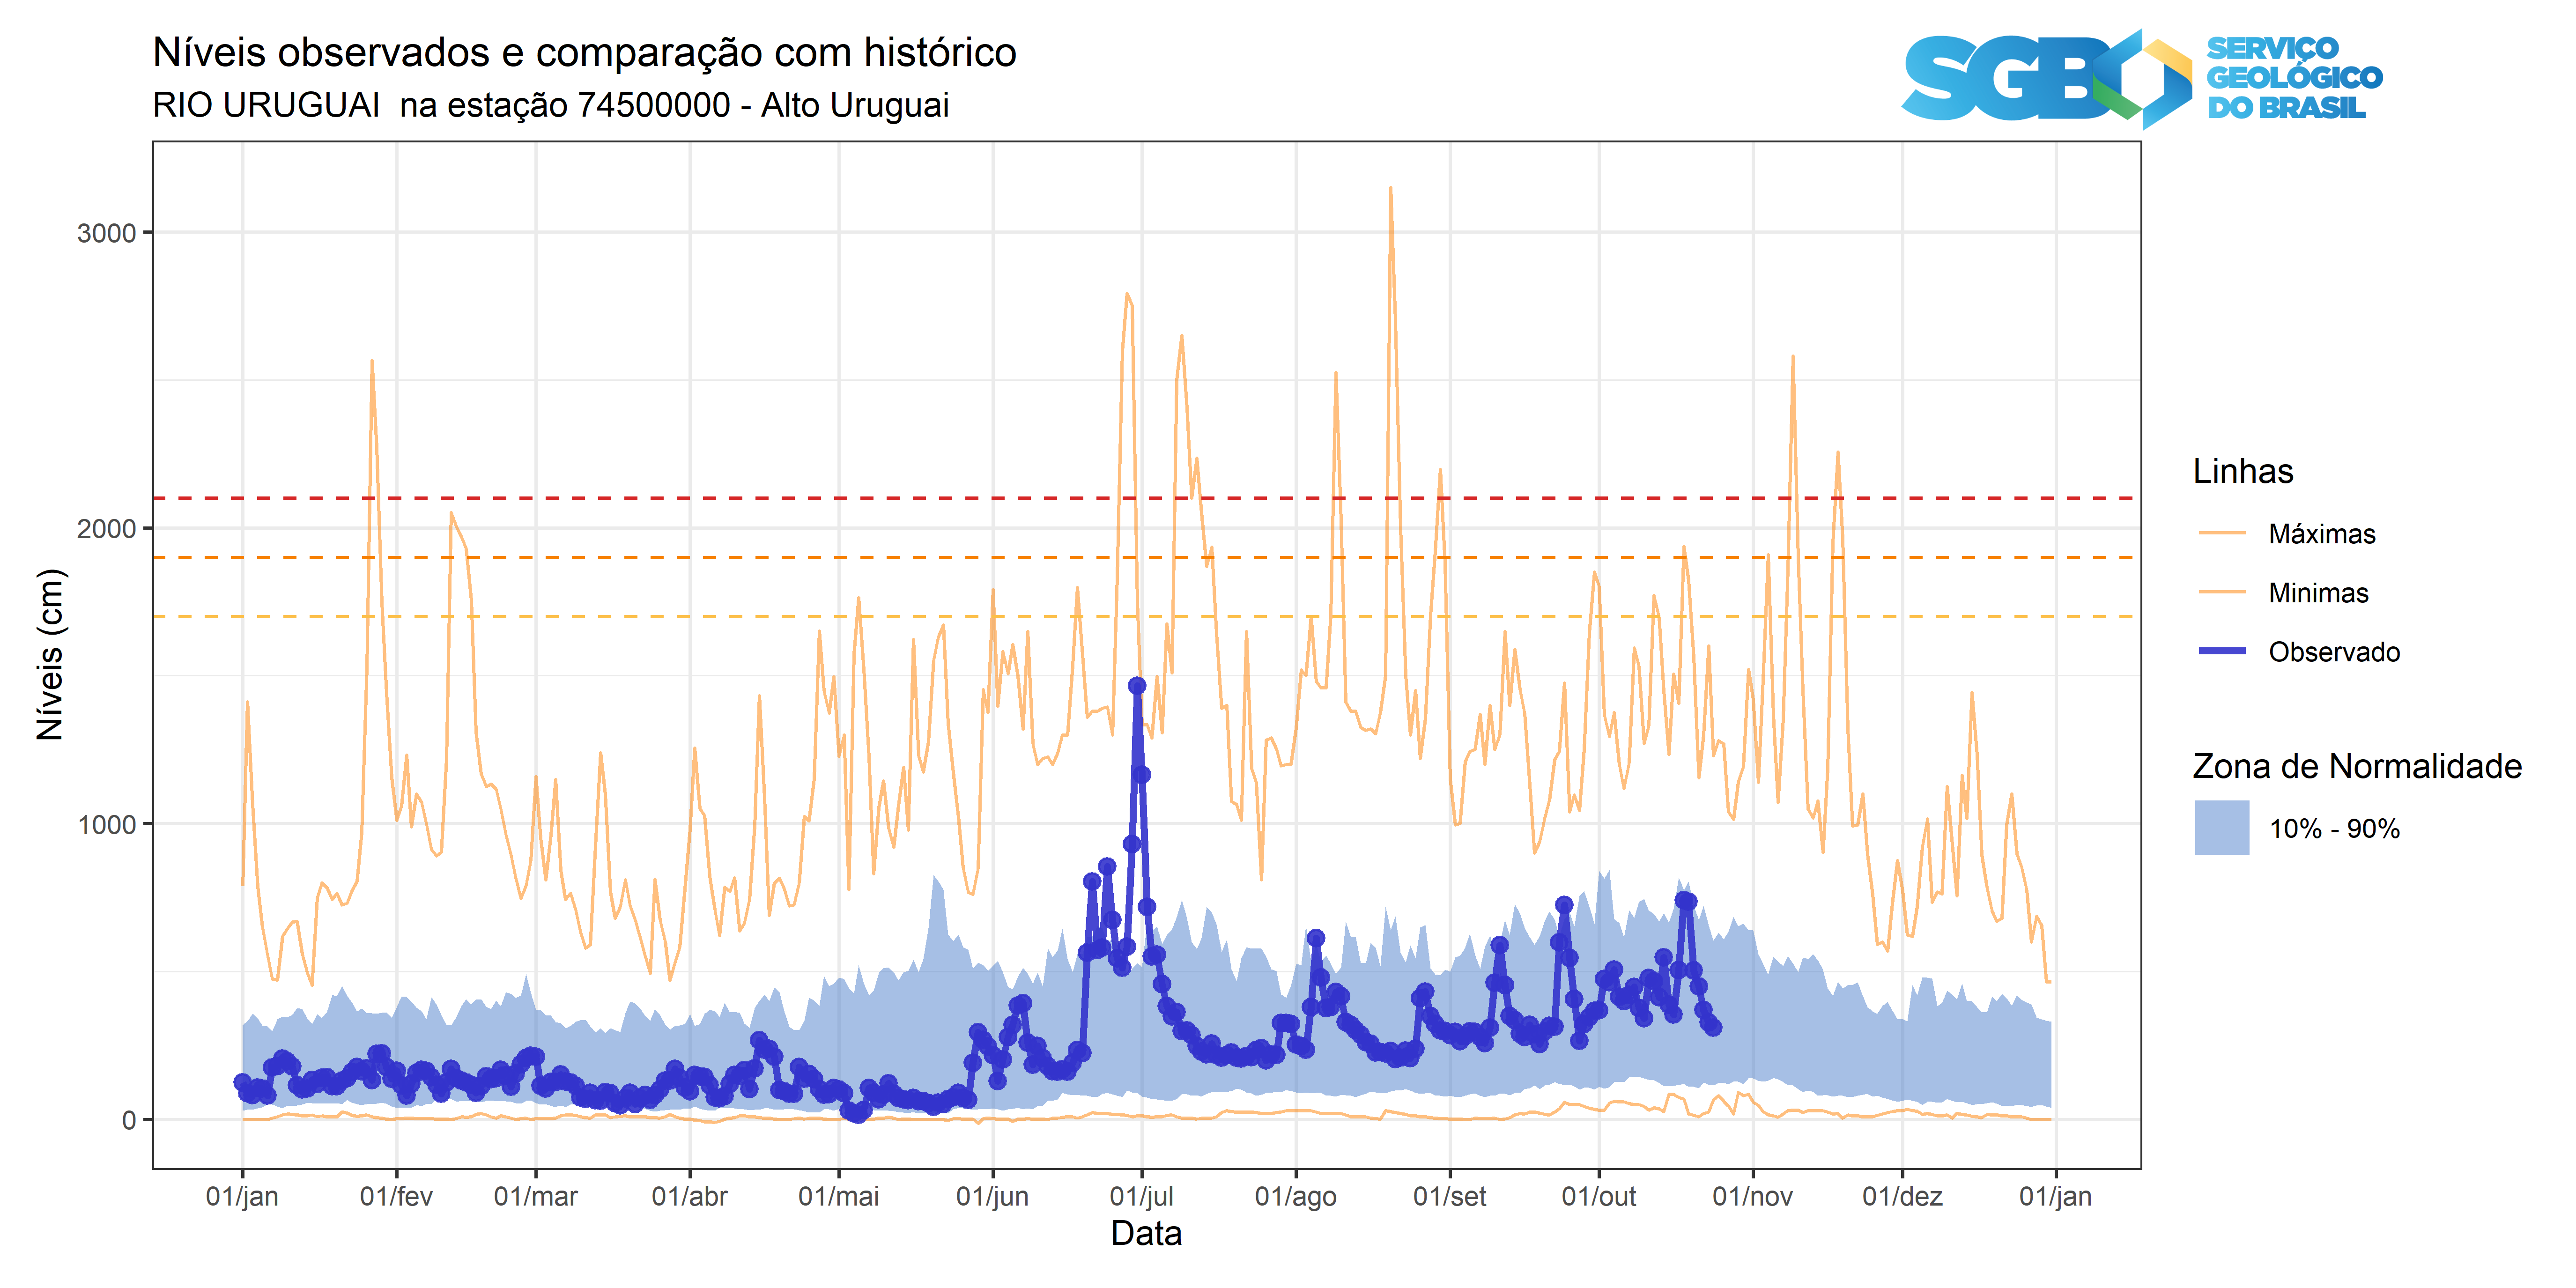 Níveis observados e comparação com histórico
RIO URUGUAI  na estação 74500000 - Alto Uruguai
SGB
SERVIÇO
GEOLÓGICO
DO BRASIL
Níveis (cm)
3000
2000
1000
0
01/jan 01/fev 01/mar 01/abr 01/mai 01/jun 01/jul 01/ago 01/set 01/out 01/nov 01/dez 01/jan
Data
Linhas
Máximas
Minimas
Observado
Zona de Normalidade
10% - 90%